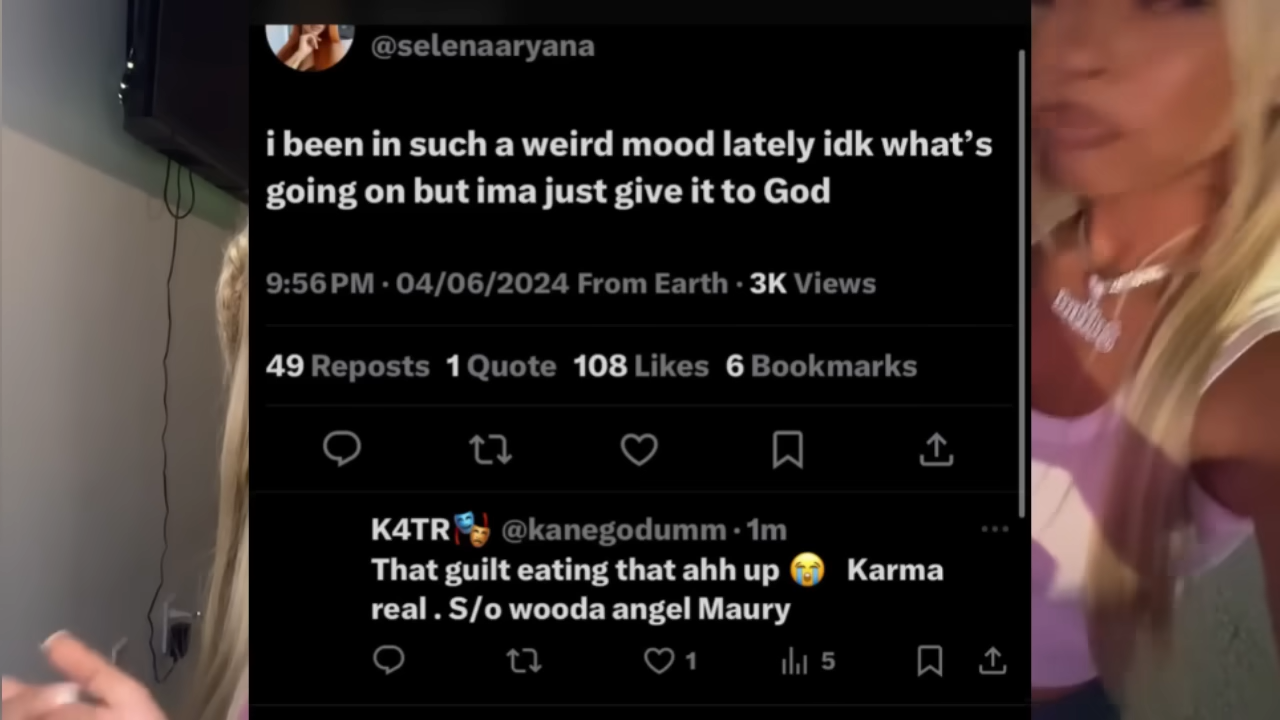 @selenaaryana
i been in such a weird mood lately idk what’s
going on but ima just give it to God
9:56 PM · 04/06/2024 From Earth · 3K Views
49 Reposts 1 Quote 108 Likes 6 Bookmarks
K4TR🎭 @kanegodumm · 1m
That guilt eating that ahh up 😭 Karma
real . S/o wooda angel Maury
1 5